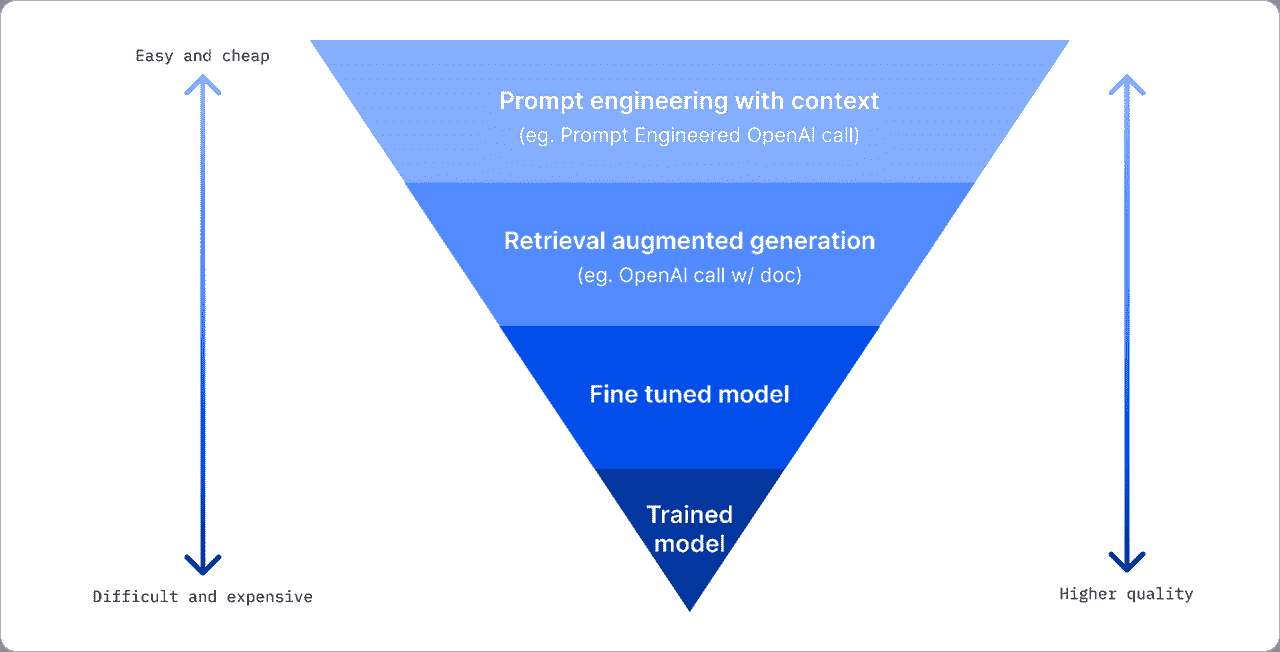 Easy and cheap
Prompt engineering with context
(eg. Prompt Engineered OpenAI call)
Retrieval augmented generation
(eg. OpenAI call w/ doc)
Fine tuned model
Trained
model
Difficult and expensive
Higher quality